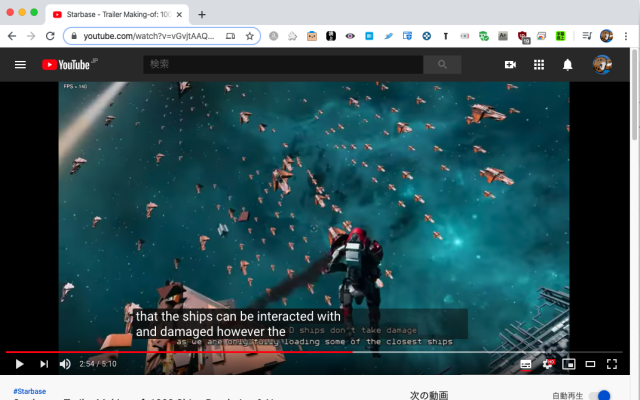 Starbase - Trailer Making-of: 100
youtube.com/watch?v=vGvjtAAQ...
YouTube JP
検索
FPS = 140
that the ships can be interacted with
and damaged however the
D ships don't take damage
as we are only fully loading some of the closest ships
2:54 / 5:10
#Starbase
次の動画
自動再生